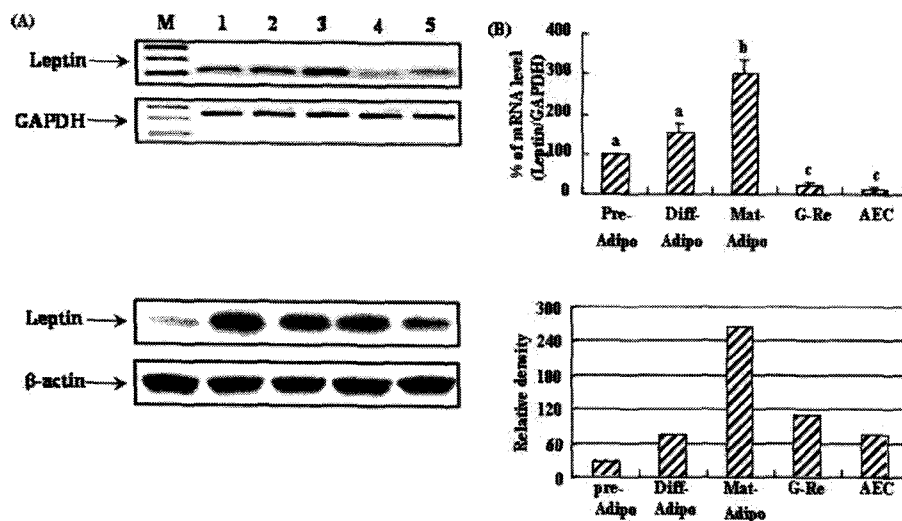 (A)
M 1 2 3 4 5
Leptin
GAPDH
Leptin
β-actin
(B)
% of mRNA level
(Leptin/GAPDH)
400
300
200
100
0
a a b c c
Pre-Adipo Diff-Adipo Mat-Adipo G-Re AEC
Relative density
300
240
180
120
60
0
pre-Adipo Diff-Adipo Mat-Adipo G-Re AEC